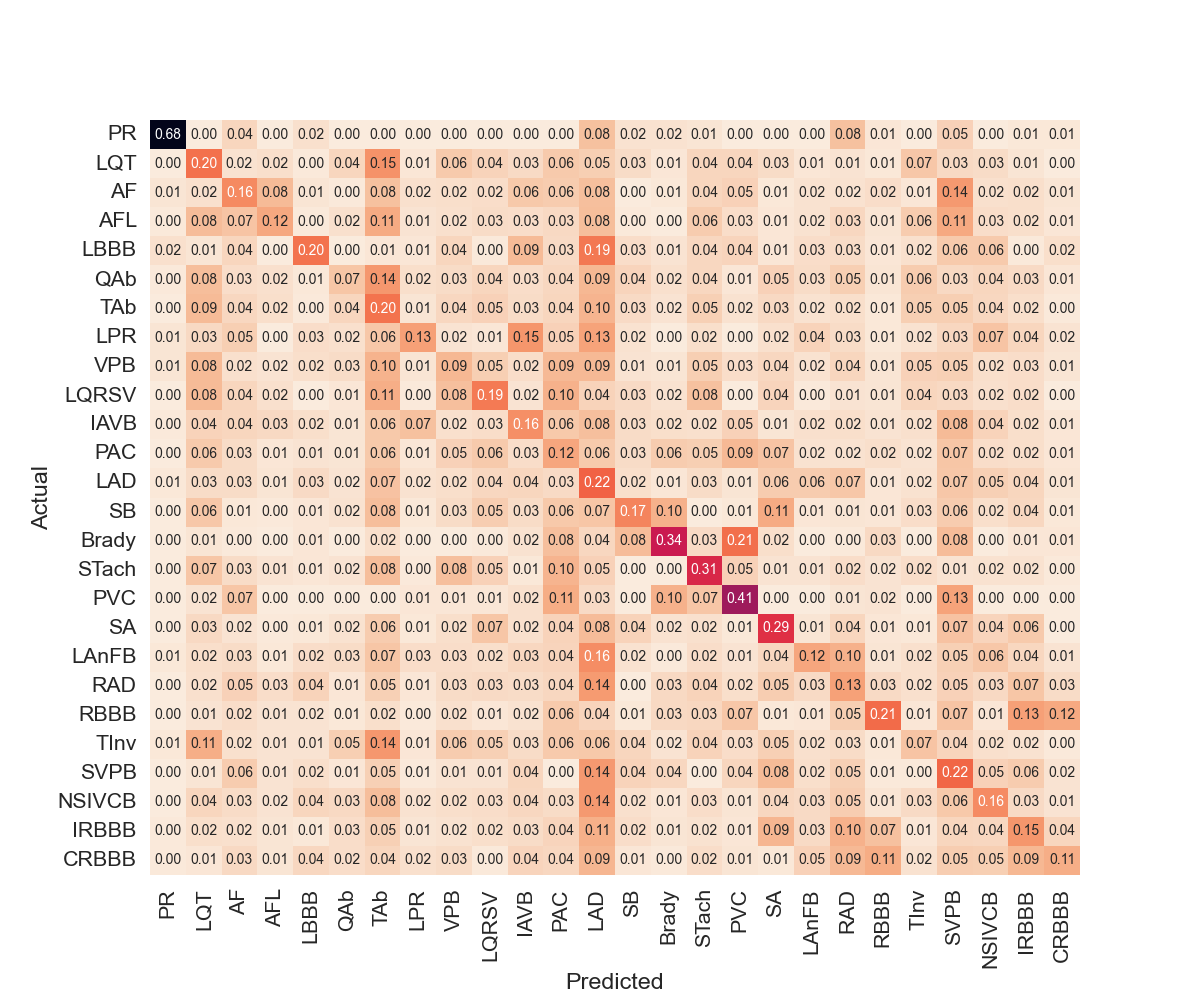 PR 0.68 0.00 0.04 0.00 0.02 0.00 0.00 0.00 0.00 0.00 0.00 0.00 0.08 0.02 0.02 0.01 0.00 0.00 0.00 0.08 0.01 0.00 0.05 0.00 0.01 0.01
LQT 0.00 0.20 0.02 0.02 0.00 0.04 0.15 0.01 0.06 0.04 0.03 0.06 0.05 0.03 0.01 0.04 0.04 0.03 0.01 0.01 0.01 0.07 0.03 0.03 0.01 0.00
AF 0.01 0.02 0.16 0.08 0.01 0.00 0.08 0.02 0.02 0.02 0.06 0.06 0.08 0.00 0.01 0.04 0.05 0.01 0.02 0.02 0.02 0.01 0.14 0.02 0.02 0.01
AFL 0.00 0.08 0.07 0.12 0.00 0.02 0.11 0.01 0.02 0.03 0.03 0.03 0.08 0.00 0.00 0.06 0.03 0.01 0.02 0.03 0.01 0.06 0.11 0.03 0.02 0.01
LBBB 0.02 0.01 0.04 0.00 0.20 0.00 0.01 0.01 0.04 0.00 0.09 0.03 0.19 0.03 0.01 0.04 0.04 0.01 0.03 0.03 0.01 0.02 0.06 0.06 0.00 0.02
QAb 0.00 0.08 0.03 0.02 0.01 0.07 0.14 0.02 0.03 0.04 0.03 0.04 0.09 0.04 0.02 0.04 0.01 0.05 0.03 0.05 0.01 0.06 0.03 0.04 0.03 0.01
TAb 0.00 0.09 0.04 0.02 0.00 0.04 0.20 0.01 0.04 0.05 0.03 0.04 0.10 0.03 0.02 0.05 0.02 0.03 0.02 0.02 0.01 0.05 0.05 0.04 0.02 0.00
LPR 0.01 0.03 0.05 0.00 0.03 0.02 0.06 0.13 0.02 0.01 0.15 0.05 0.13 0.02 0.00 0.02 0.00 0.02 0.04 0.03 0.01 0.02 0.03 0.07 0.04 0.02
VPB 0.01 0.08 0.02 0.02 0.02 0.03 0.10 0.01 0.09 0.05 0.02 0.09 0.09 0.01 0.01 0.05 0.03 0.04 0.02 0.04 0.01 0.05 0.05 0.02 0.03 0.01
LQRSV 0.00 0.08 0.04 0.02 0.00 0.01 0.11 0.00 0.08 0.19 0.02 0.10 0.04 0.03 0.02 0.08 0.00 0.04 0.00 0.01 0.01 0.04 0.03 0.02 0.02 0.00
IAVB 0.00 0.04 0.04 0.03 0.02 0.01 0.06 0.07 0.02 0.03 0.16 0.06 0.08 0.03 0.02 0.02 0.05 0.01 0.02 0.02 0.01 0.02 0.08 0.04 0.02 0.01
PAC 0.00 0.06 0.03 0.01 0.01 0.01 0.06 0.01 0.05 0.06 0.03 0.12 0.06 0.03 0.06 0.05 0.09 0.07 0.02 0.02 0.02 0.02 0.07 0.02 0.02 0.01
LAD 0.01 0.03 0.03 0.01 0.03 0.02 0.07 0.02 0.02 0.04 0.04 0.03 0.22 0.02 0.01 0.03 0.01 0.06 0.06 0.07 0.01 0.02 0.07 0.05 0.04 0.01
SB 0.00 0.06 0.01 0.00 0.01 0.02 0.08 0.01 0.03 0.05 0.03 0.06 0.07 0.17 0.10 0.00 0.01 0.11 0.01 0.01 0.01 0.03 0.06 0.02 0.04 0.01
Brady 0.00 0.01 0.00 0.00 0.01 0.00 0.02 0.00 0.00 0.00 0.02 0.08 0.04 0.08 0.34 0.03 0.21 0.02 0.00 0.00 0.03 0.00 0.08 0.00 0.01 0.01
STach 0.00 0.07 0.03 0.01 0.01 0.02 0.08 0.00 0.08 0.05 0.01 0.10 0.05 0.00 0.00 0.31 0.05 0.01 0.01 0.02 0.02 0.02 0.01 0.02 0.02 0.00
PVC 0.00 0.02 0.07 0.00 0.00 0.00 0.00 0.01 0.01 0.01 0.02 0.11 0.03 0.00 0.10 0.07 0.41 0.00 0.00 0.01 0.02 0.00 0.13 0.00 0.00 0.00
SA 0.00 0.03 0.02 0.00 0.01 0.02 0.06 0.01 0.02 0.07 0.02 0.04 0.08 0.04 0.02 0.02 0.01 0.29 0.01 0.04 0.01 0.01 0.07 0.04 0.06 0.00
LAnFB 0.01 0.02 0.03 0.01 0.02 0.03 0.07 0.03 0.03 0.02 0.03 0.04 0.16 0.02 0.00 0.02 0.01 0.04 0.12 0.10 0.01 0.02 0.05 0.06 0.04 0.01
RAD 0.00 0.02 0.05 0.03 0.04 0.01 0.05 0.01 0.03 0.03 0.03 0.04 0.14 0.00 0.03 0.04 0.02 0.05 0.03 0.13 0.03 0.02 0.05 0.03 0.07 0.03
RBBB 0.00 0.01 0.02 0.01 0.02 0.01 0.02 0.00 0.02 0.01 0.02 0.06 0.04 0.01 0.03 0.03 0.07 0.01 0.01 0.05 0.21 0.01 0.07 0.01 0.13 0.12
TInv 0.01 0.11 0.02 0.01 0.01 0.05 0.14 0.01 0.06 0.05 0.03 0.06 0.06 0.04 0.02 0.04 0.03 0.05 0.02 0.03 0.01 0.07 0.04 0.02 0.02 0.00
SVPB 0.00 0.01 0.06 0.01 0.02 0.01 0.05 0.01 0.01 0.01 0.04 0.00 0.14 0.04 0.04 0.00 0.04 0.08 0.02 0.05 0.01 0.00 0.22 0.05 0.06 0.02
NSIVCB 0.00 0.04 0.03 0.02 0.04 0.03 0.08 0.02 0.02 0.03 0.04 0.03 0.14 0.02 0.01 0.03 0.01 0.04 0.03 0.05 0.01 0.03 0.06 0.16 0.03 0.01
IRBBB 0.00 0.02 0.02 0.01 0.01 0.03 0.05 0.01 0.02 0.02 0.03 0.04 0.11 0.02 0.01 0.02 0.01 0.09 0.03 0.10 0.07 0.01 0.04 0.04 0.15 0.04
CRBBB 0.00 0.01 0.03 0.01 0.04 0.02 0.04 0.02 0.03 0.00 0.04 0.04 0.09 0.01 0.00 0.02 0.01 0.01 0.05 0.09 0.11 0.02 0.05 0.05 0.09 0.11
PR LQT AF AFL LBBB QAb TAb LPR VPB LQRSV IAVB PAC LAD SB Brady STach PVC SA LAnFB RAD RBBB TInv SVPB NSIVCB IRBBB CRBBB
Predicted
Actual